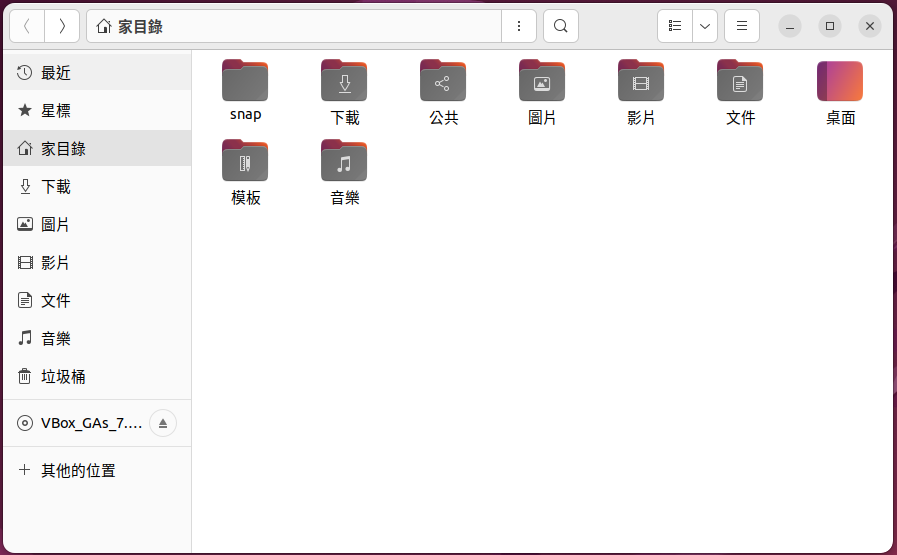 家目錄
最近
星標
家目錄
下載
圖片
影片
文件
音樂
垃圾桶
VBox_GAs_7....
其他的位置
snap
下載
公共
圖片
影片
文件
桌面
模板
音樂